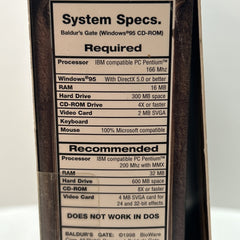 System Specs.
Baldur's Gate (Windows®95 CD-ROM)
Required
Processor IBM compatible PC Pentium™
166 Mhz
Windows®95 With DirectX 5.0 or better
RAM 16 MB
Hard Drive 300 MB space
CD-ROM Drive 4X or faster
Video Card 2 MB SVGA
Keyboard
Mouse 100% Microsoft compatible
Recommended
Processor IBM compatible PC Pentium™
200 Mhz with MMX
RAM 32 MB
Hard Drive 600 MB space
CD-ROM 8X or faster
Video Card 4 MB SVGA card for
24 and 32-bit effects
DOES NOT WORK IN DOS
BALDUR'S GATE: ©1998 BioWare